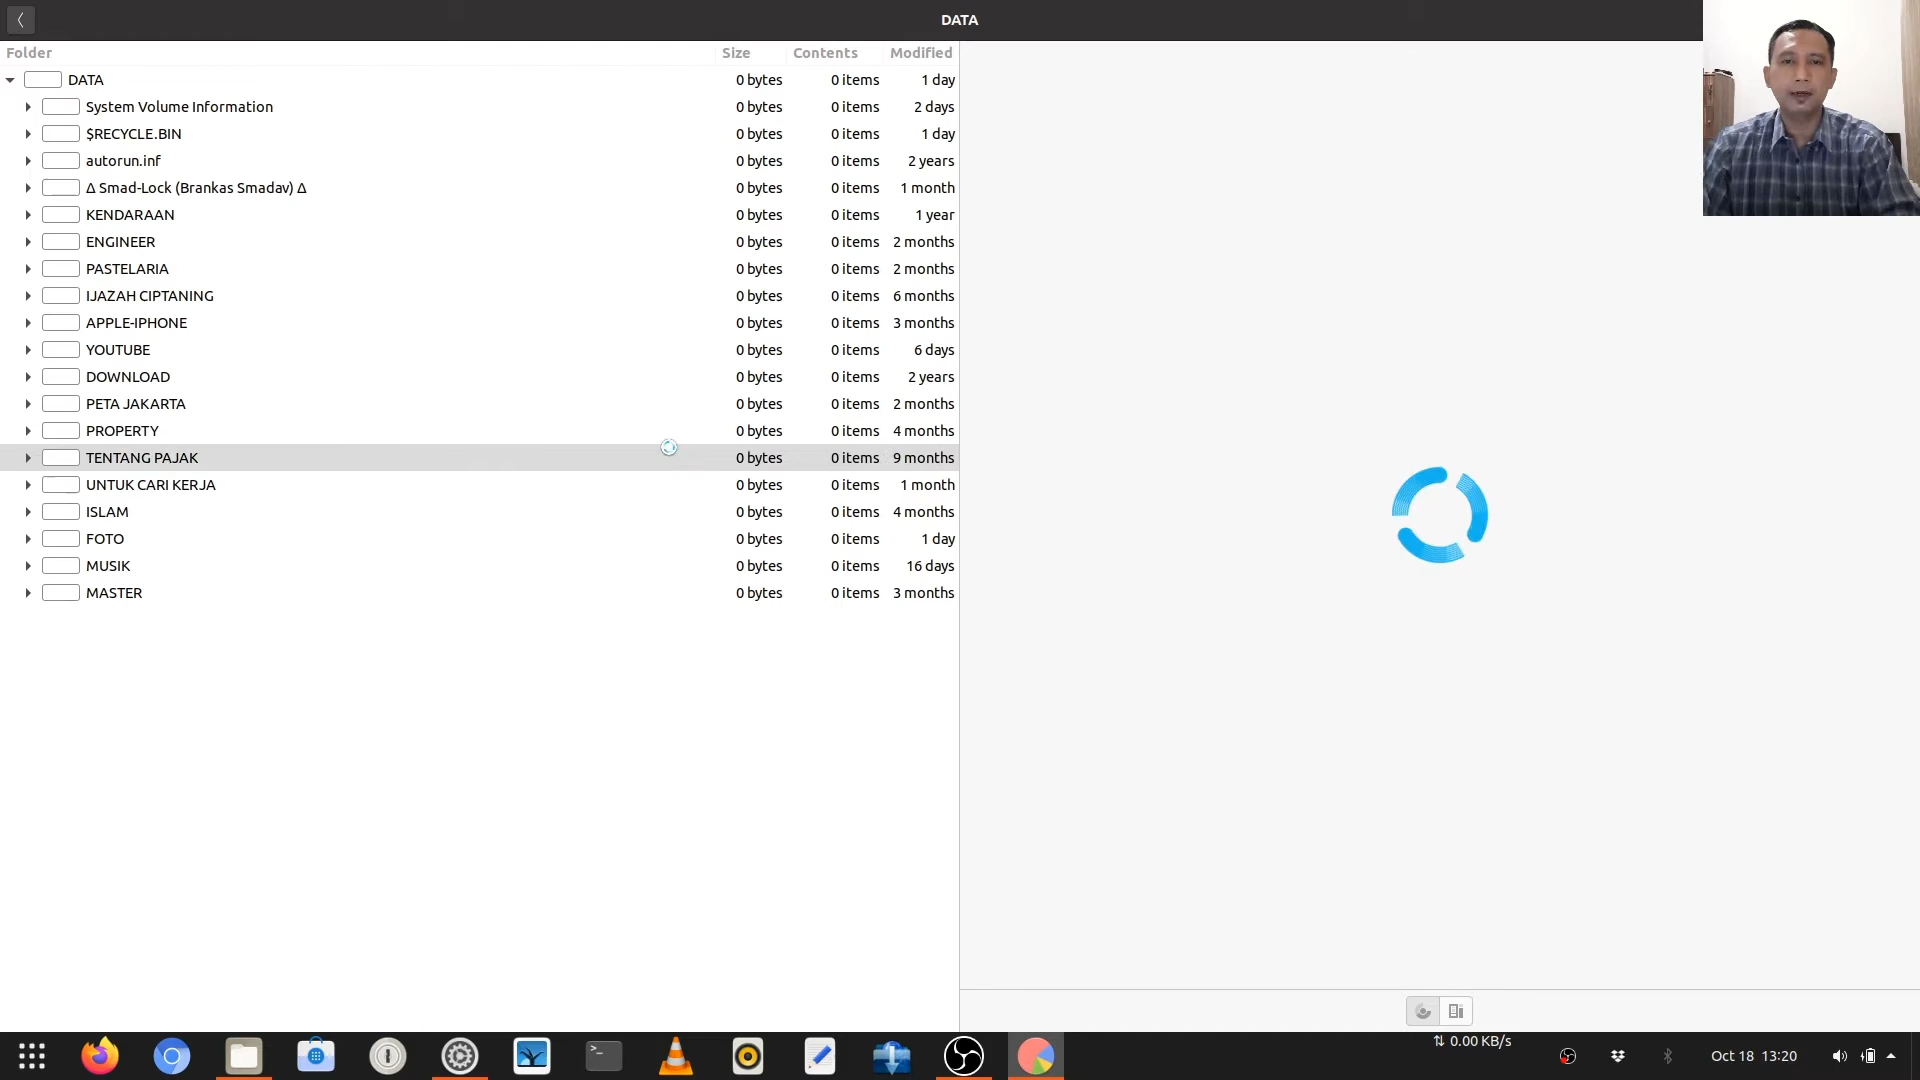 DATA
Folder Size Contents Modified
DATA 0 bytes 0 items 1 day
System Volume Information 0 bytes 0 items 2 days
$RECYCLE.BIN 0 bytes 0 items 1 day
autorun.inf 0 bytes 0 items 2 years
Δ Smad-Lock (Brankas Smadav) Δ 0 bytes 0 items 1 month
KENDARAAN 0 bytes 0 items 1 year
ENGINEER 0 bytes 0 items 2 months
PASTELARIA 0 bytes 0 items 2 months
IJAZAH CIPTANING 0 bytes 0 items 6 months
APPLE-IPHONE 0 bytes 0 items 3 months
YOUTUBE 0 bytes 0 items 6 days
DOWNLOAD 0 bytes 0 items 2 years
PETA JAKARTA 0 bytes 0 items 2 months
PROPERTY 0 bytes 0 items 4 months
TENTANG PAJAK 0 bytes 0 items 9 months
UNTUK CARI KERJA 0 bytes 0 items 1 month
ISLAM 0 bytes 0 items 4 months
FOTO 0 bytes 0 items 1 day
MUSIK 0 bytes 0 items 16 days
MASTER 0 bytes 0 items 3 months
⇅ 0.00 KB/s
Oct 18 13:20